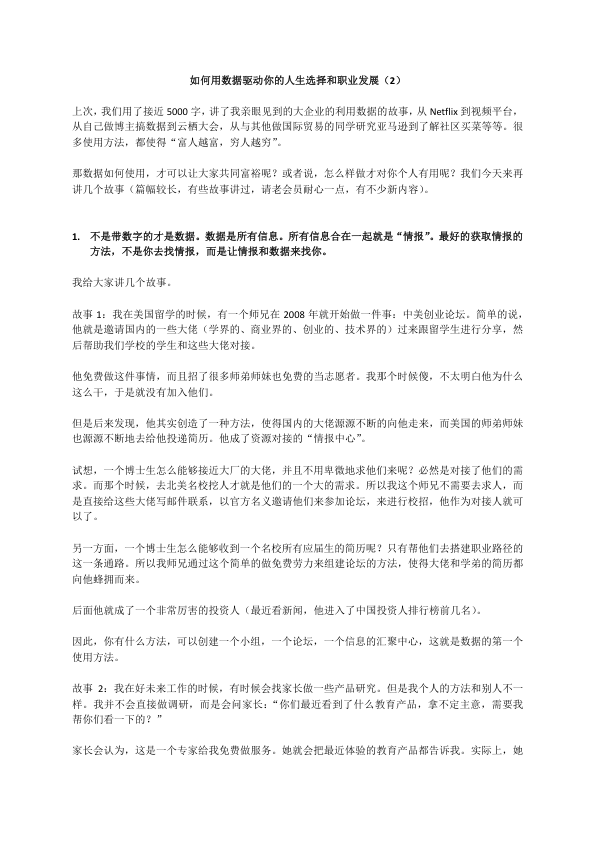 如何用数据驱动你的人生选择和职业发展（2）
上次，我们用了接近 5000 字，讲了我亲眼见到的大企业的利用数据的故事，从 Netflix 到视频平台，
从自己做博主搞数据到云栖大会，从与其他做国际贸易的同学研究亚马逊到了解社区买菜等等。很
多使用方法，都使得“富人越富，穷人越穷”。
那数据如何使用，才可以让大家共同富裕呢？或者说，怎么样做才对你个人有用呢？我们今天来再
讲几个故事（篇幅较长，有些故事讲过，请老会员耐心一点，有不少新内容）。
1. 不是带数字的才是数据。数据是所有信息。所有信息合在一起就是“情报”。最好的获取情报的
方法，不是你去找情报，而是让情报和数据来找你。
我给大家讲几个故事。
故事 1：我在美国留学的时候，有一个师兄在 2008 年就开始做一件事：中美创业论坛。简单的说，
他就是邀请国内的一些大佬（学界的、商业界的、创业的、技术界的）过来跟留学生进行分享，然
后帮助我们学校的学生和这些大佬对接。
他免费做这件事情，而且招了很多师弟师妹也免费的当志愿者。我那个时候傻，不太明白他为什么
这么干，于是就没有加入他们。
但是后来发现，他其实创造了一种方法，使得国内的大佬源源不断的向他走来，而美国的师弟师妹
也源源不断地去给他投递简历。他成了资源对接的“情报中心”。
试想，一个博士生怎么能够接近大厂的大佬，并且不用卑微地求他们来呢？必然是对接了他们的需
求。而那个时候，去北美名校挖人才就是他们的一个大的需求。所以我这个师兄不需要去求人，而
是直接给这些大佬写邮件联系，以官方名义邀请他们来参加论坛，来进行校招，他作为对接人就可
以了。
另一方面，一个博士生怎么能够收到一个名校所有应届生的简历呢？只有帮他们去搭建职业路径的
这一条通路。所以我师兄通过这个简单的做免费劳力来组建论坛的方法，使得大佬和学弟的简历都
向他蜂拥而来。
后面他就成了一个非常厉害的投资人（最近看新闻，他进入了中国投资人排行榜前几名）。
因此，你有什么方法，可以创建一个小组，一个论坛，一个信息的汇聚中心，这就是数据的第一个
使用方法。
故事 2：我在好未来工作的时候，有时候会找家长做一些产品研究。但是我个人的方法和别人不一
样。我并不会直接做调研，而是会问家长：“你们最近看到了什么教育产品，拿不定主意，需要我
帮你们看一下的？”
家长会认为，这是一个专家给我免费做服务。她就会把最近体验的教育产品都告诉我。实际上，她